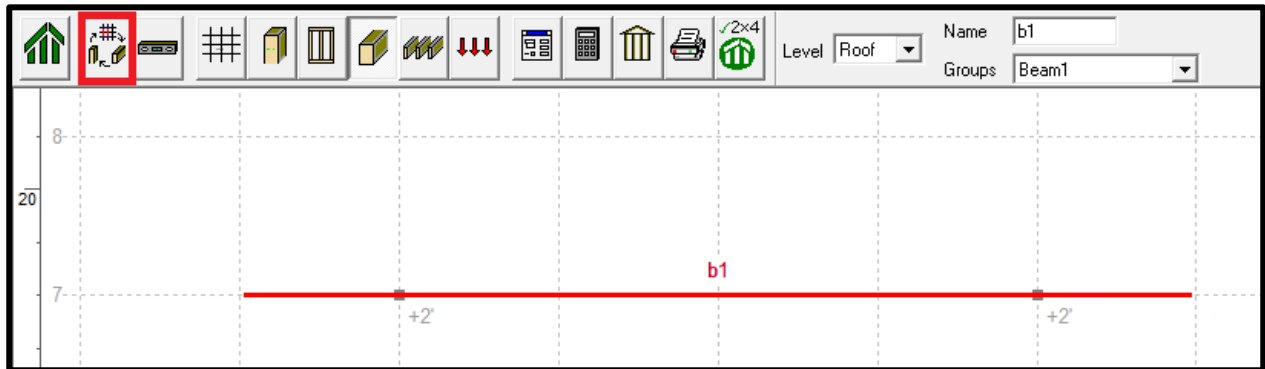 √2×4
Level Roof
Name b1
Groups Beam1
8
20
b1
7
+2' +2'